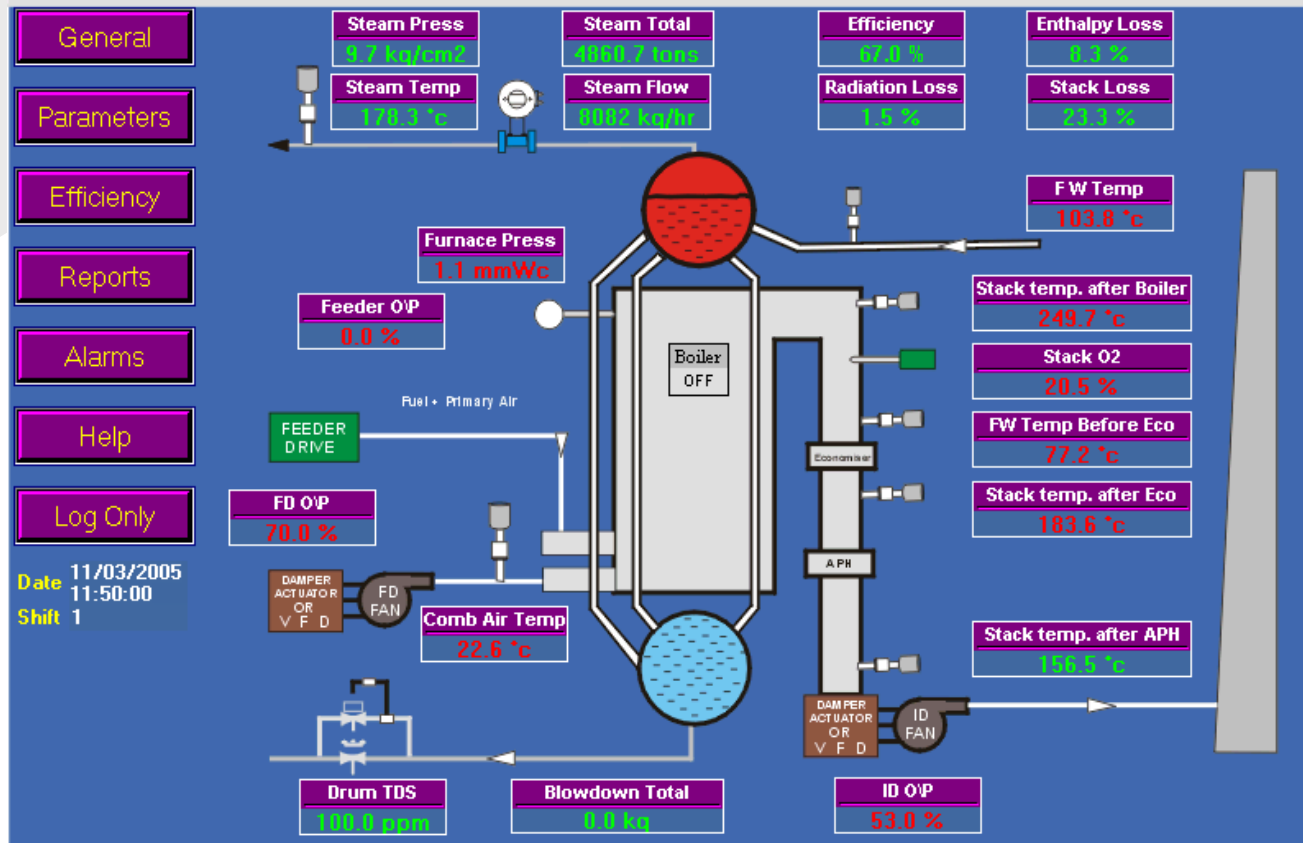 General
Parameters
Efficiency
Reports
Alarms
Help
Log Only
Date 11/03/2005
11:50:00
Shift 1
Steam Press
9.7 kg/cm2
Steam Total
4860.7 tons
Efficiency
67.0 %
Enthalpy Loss
8.3 %
Steam Temp
178.3 °c
Steam Flow
8082 kg/hr
Radiation Loss
1.5 %
Stack Loss
23.3 %
F W Temp
103.8 °c
Furnace Press
1.1 mmWc
Feeder O\P
0.0 %
Stack temp. after Boiler
249.7 °c
Boiler
OFF
Stack O2
20.5 %
Fuel + Primary Air
FEEDER
DRIVE
FW Temp Before Eco
77.2 °c
Economiser
FD O\P
70.0 %
Stack temp. after Eco
183.6 °c
A P H
DAMPER
ACTUATOR
OR
V F D
FD
FAN
Comb Air Temp
22.6 °c
Stack temp. after APH
156.5 °c
DAMPER
ACTUATOR
OR
V F D
ID
FAN
Drum TDS
100.0 ppm
Blowdown Total
0.0 kg
ID O\P
53.0 %